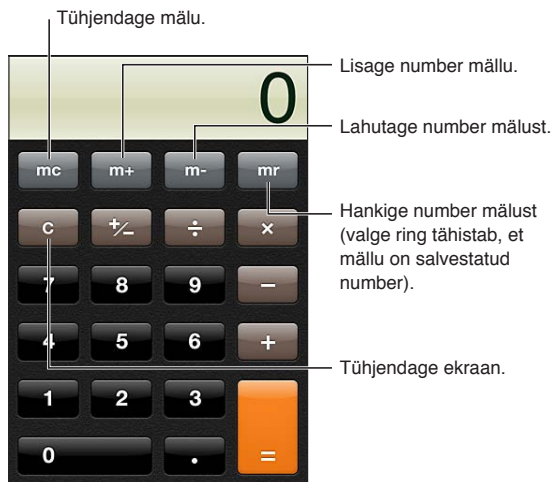 Tühjendage mälu.
Lisage number mällu.
0
Lahutage number mälust.
mc m+ m- mr
Hankige number mälust
(valge ring tähistab, et
mällu on salvestatud
number).
C +/− ÷ ×
7 8 9 −
4 5 6 +
Tühjendage ekraan.
1 2 3
0 . =